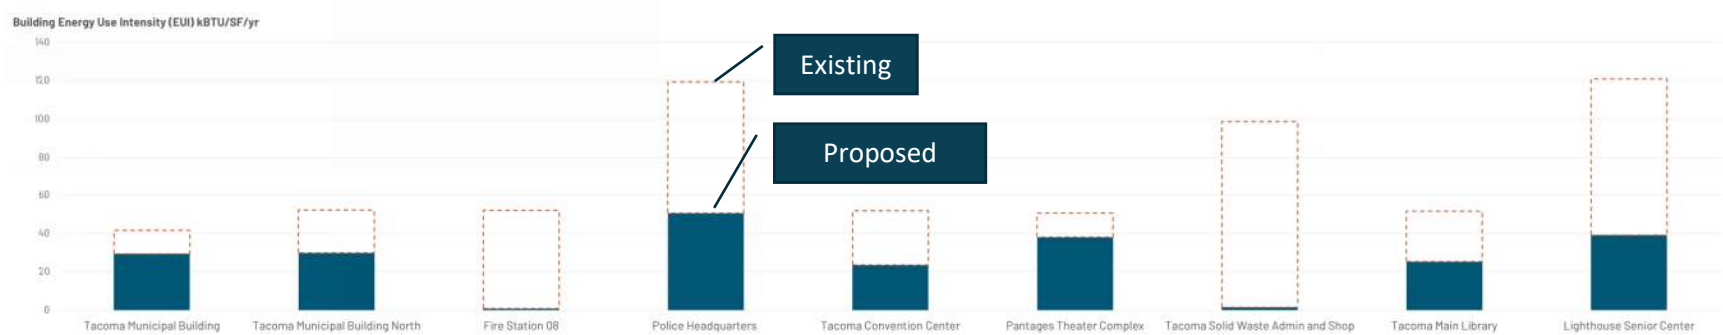 Building Energy Use Intensity (EUI) kBTU/SF/yr
140
120
100
80
60
40
20
0
Existing
Proposed
Tacoma Municipal Building
Tacoma Municipal Building North
Fire Station 08
Police Headquarters
Tacoma Convention Center
Pantages Theater Complex
Tacoma Solid Waste Admin and Shop
Tacoma Main Library
Lighthouse Senior Center